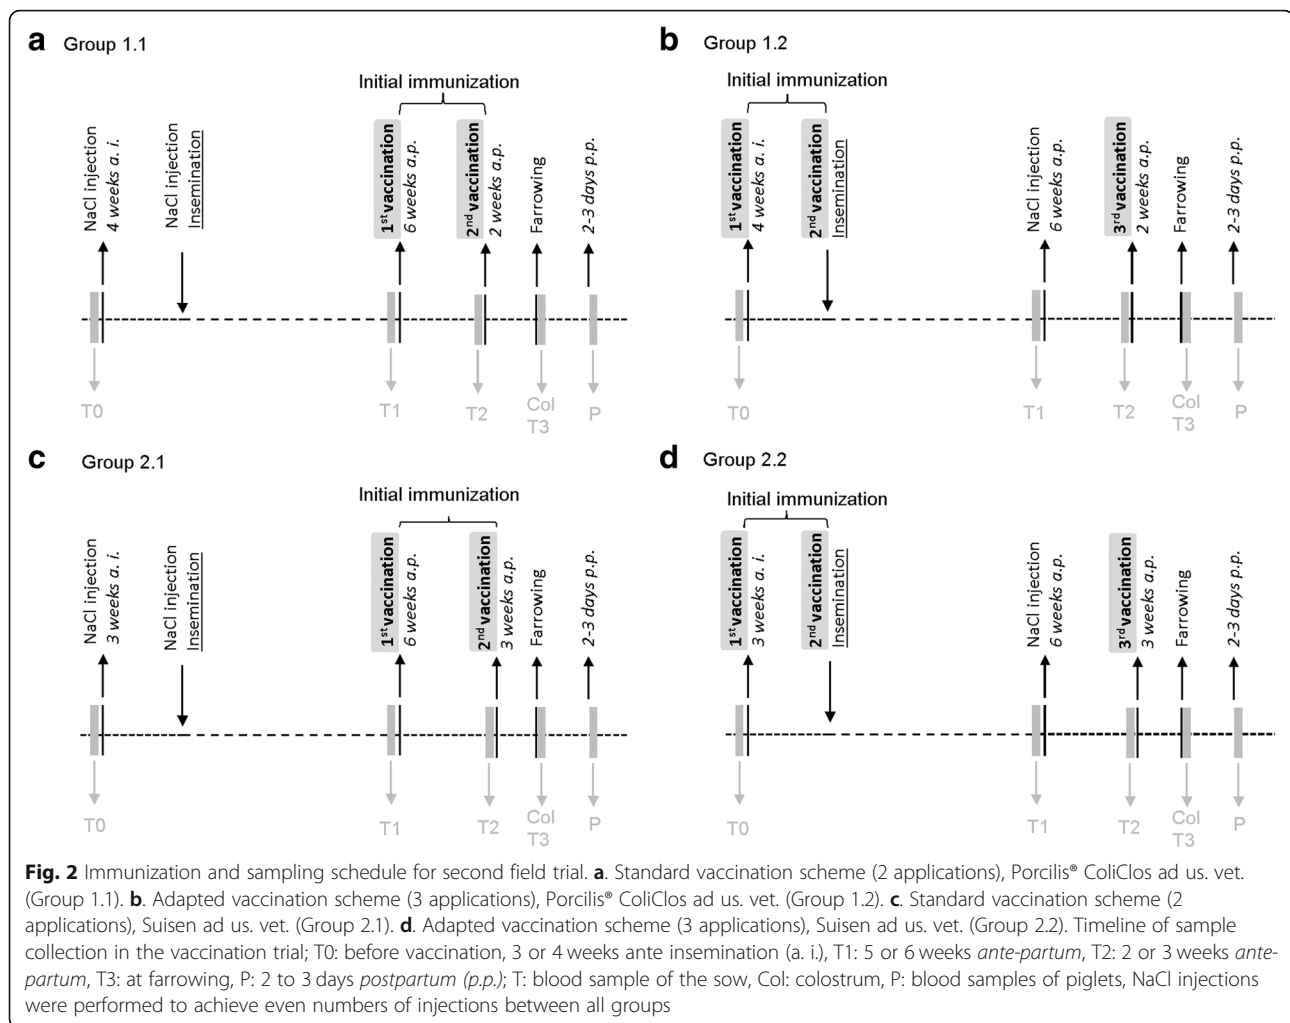 a Group 1.1
Initial immunization
NaCl injection
4 weeks a. i.
NaCl injection
Insemination
1st vaccination
6 weeks a.p.
2nd vaccination
2 weeks a.p.
Farrowing
2-3 days p.p.
T0
T1
T2
Col
T3
P
b Group 1.2
Initial immunization
1st vaccination
4 weeks a. i.
2nd vaccination
Insemination
NaCl injection
6 weeks a.p.
3rd vaccination
2 weeks a.p.
Farrowing
2-3 days p.p.
T0
T1
T2
Col
T3
P
c Group 2.1
Initial immunization
NaCl injection
3 weeks a. i.
NaCl injection
Insemination
1st vaccination
6 weeks a.p.
2nd vaccination
3 weeks a.p.
Farrowing
2-3 days p.p.
T0
T1
T2
Col
T3
P
d Group 2.2
Initial immunization
1st vaccination
3 weeks a. i.
2nd vaccination
Insemination
NaCl injection
6 weeks a.p.
3rd vaccination
3 weeks a.p.
Farrowing
2-3 days p.p.
T0
T1
T2
Col
T3
P
Fig. 2 Immunization and sampling schedule for second field trial. a. Standard vaccination scheme (2 applications), Porcilis® ColiClos ad us. vet.
(Group 1.1). b. Adapted vaccination scheme (3 applications), Porcilis® ColiClos ad us. vet. (Group 1.2). c. Standard vaccination scheme (2
applications), Suisen ad us. vet. (Group 2.1). d. Adapted vaccination scheme (3 applications), Suisen ad us. vet. (Group 2.2). Timeline of sample
collection in the vaccination trial; T0: before vaccination, 3 or 4 weeks ante insemination (a. i.), T1: 5 or 6 weeks ante-partum, T2: 2 or 3 weeks ante-
partum, T3: at farrowing, P: 2 to 3 days postpartum (p.p.); T: blood sample of the sow, Col: colostrum, P: blood samples of piglets, NaCl injections
were performed to achieve even numbers of injections between all groups